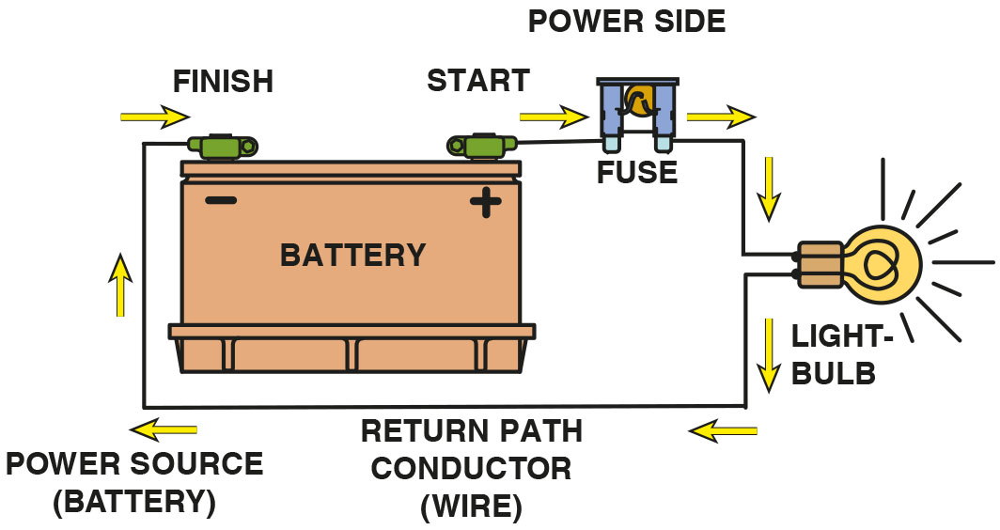 POWER SIDE
FINISH
START
FUSE
−
+
BATTERY
LIGHT-
BULB
RETURN PATH
CONDUCTOR
(WIRE)
POWER SOURCE
(BATTERY)